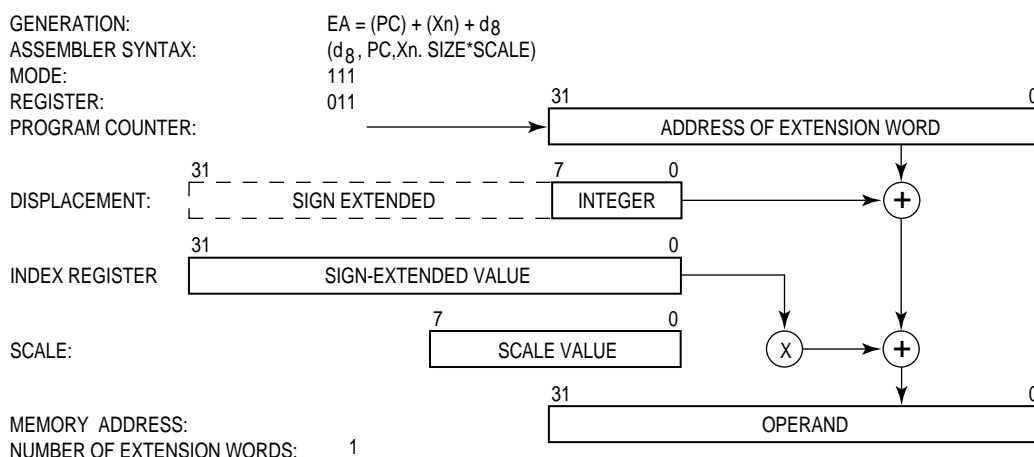 GENERATION: EA = (PC) + (Xn) + d8
ASSEMBLER SYNTAX: (d8, PC,Xn. SIZE*SCALE)
MODE: 111
REGISTER: 011
31 0
PROGRAM COUNTER: ADDRESS OF EXTENSION WORD
31 7 0
DISPLACEMENT: SIGN EXTENDED INTEGER +
31 0
INDEX REGISTER SIGN-EXTENDED VALUE
7 0
SCALE: SCALE VALUE X +
31 0
MEMORY ADDRESS: OPERAND
NUMBER OF EXTENSION WORDS: 1